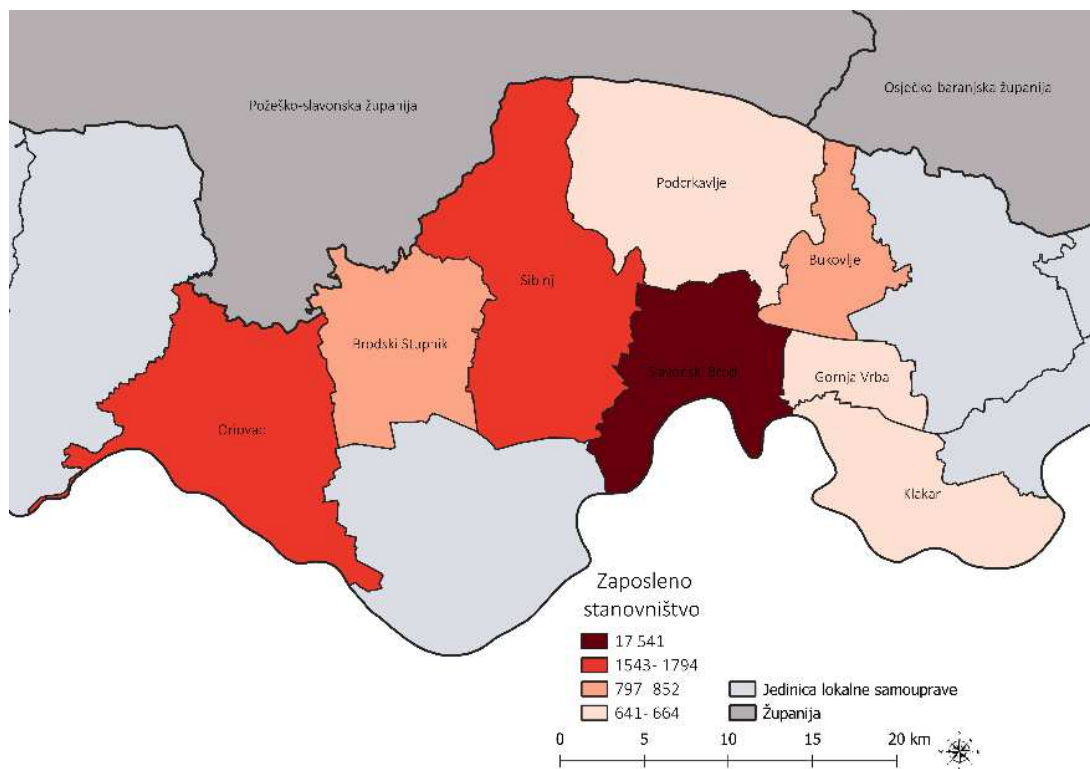 Požeško-slavonska županija
Osječko-baranjska županija
Podcrkavlje
Bukovlje
Sibinj
Brodski Stupnik
Slavonski Brod
Gornja Vrba
Oriovac
Klakar
Zaposleno
stanovništvo
17 541
1543- 1794
797- 852
641- 664
Jedinica lokalne samouprave
Županija
0 5 10 15 20 km